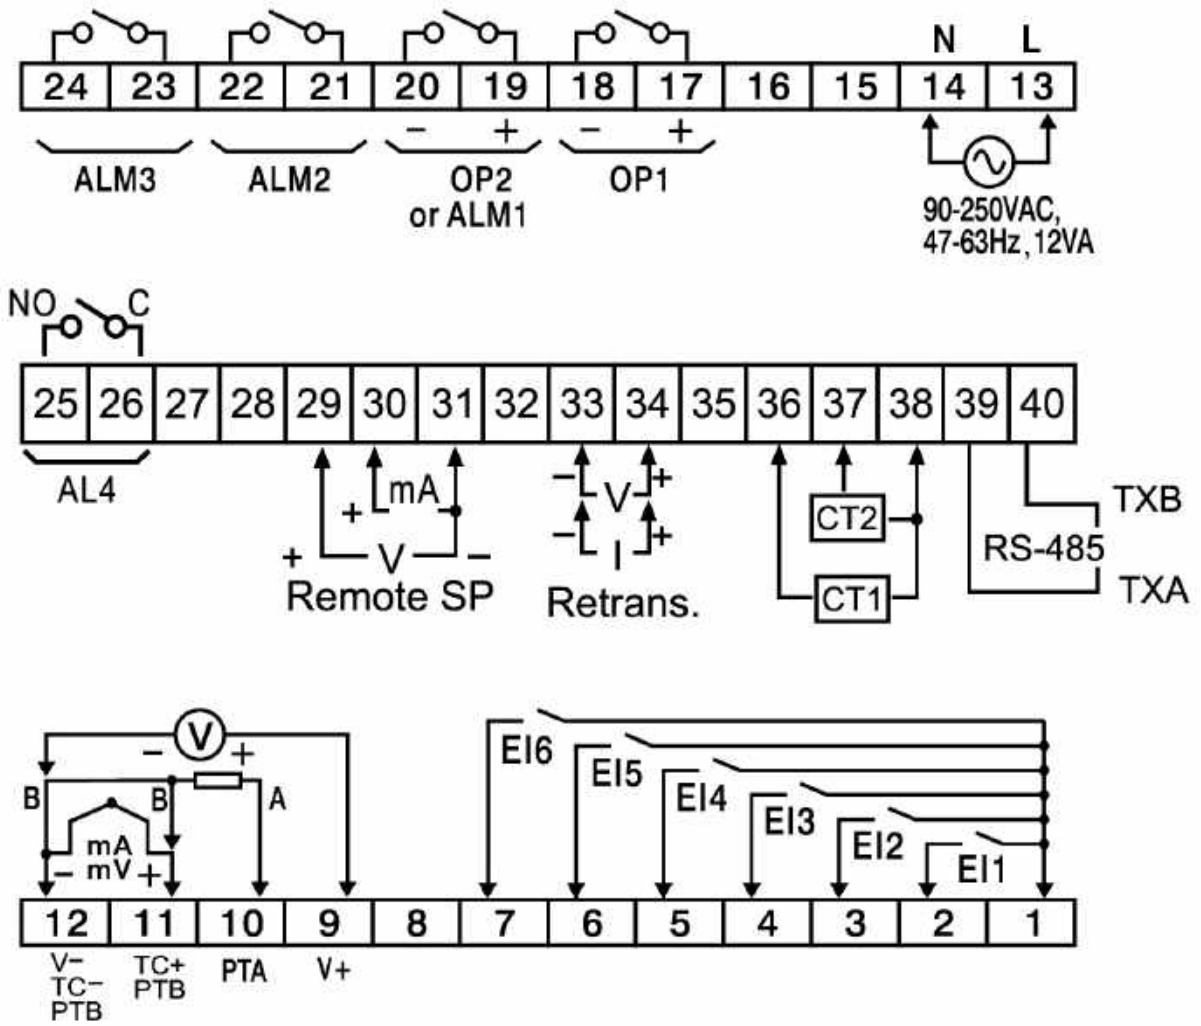 N L
24 23 22 21 20 19 18 17 16 15 14 13
− + − +
ALM3 ALM2 OP2 OP1
or ALM1
90-250VAC,
47-63Hz, 12VA
NO C
25 26 27 28 29 30 31 32 33 34 35 36 37 38 39 40
AL4
+ mA
+ V −
Remote SP
− V +
− I +
Retrans.
CT2
CT1
TXB
RS-485
TXA
− V +
B B A
mA
− mV +
EI6
EI5
EI4
EI3
EI2
EI1
12 11 10 9 8 7 6 5 4 3 2 1
V− TC+ PTA V+
TC− PTB
PTB